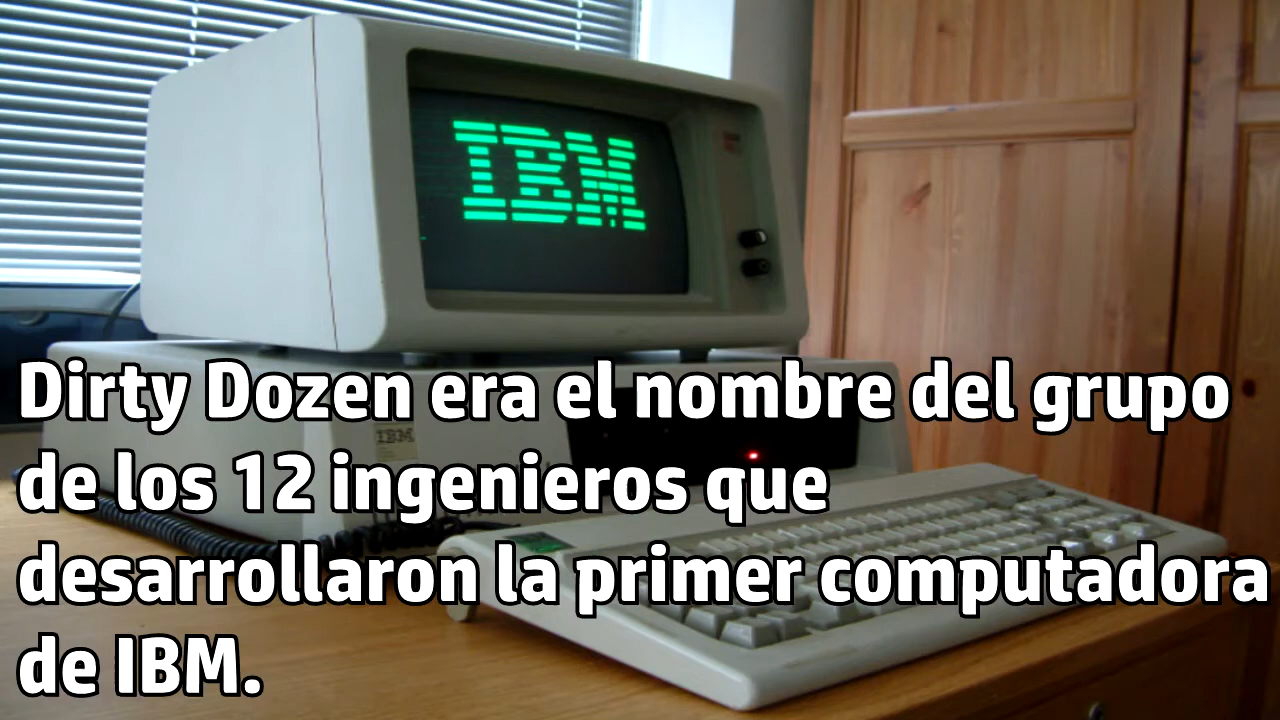 IBM
IBM
Dirty Dozen era el nombre del grupo
de los 12 ingenieros que
desarrollaron la primer computadora
de IBM.